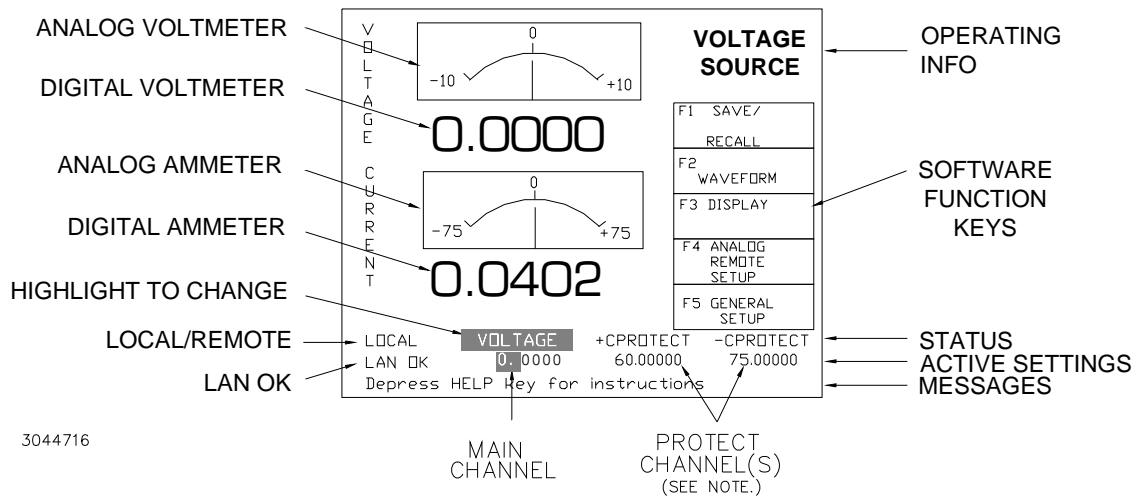 ANALOG VOLTMETER
DIGITAL VOLTMETER
ANALOG AMMETER
DIGITAL AMMETER
HIGHLIGHT TO CHANGE
LOCAL/REMOTE
LAN OK
VOLTAGE
CURRENT
0
-10
+10
0.0000
0
-75
+75
0.0402
VOLTAGE
SOURCE
F1 SAVE/
RECALL
F2
WAVEFORM
F3 DISPLAY
F4 ANALOG
REMOTE
SETUP
F5 GENERAL
SETUP
LOCAL VOLTAGE +CPROTECT -CPROTECT
LAN OK 0.0000 60.00000 75.00000
Depress HELP key for instructions
OPERATING
INFO
SOFTWARE
FUNCTION
KEYS
STATUS
ACTIVE SETTINGS
MESSAGES
MAIN
CHANNEL
PROTECT
CHANNEL(S)
(SEE NOTE.)
3044716